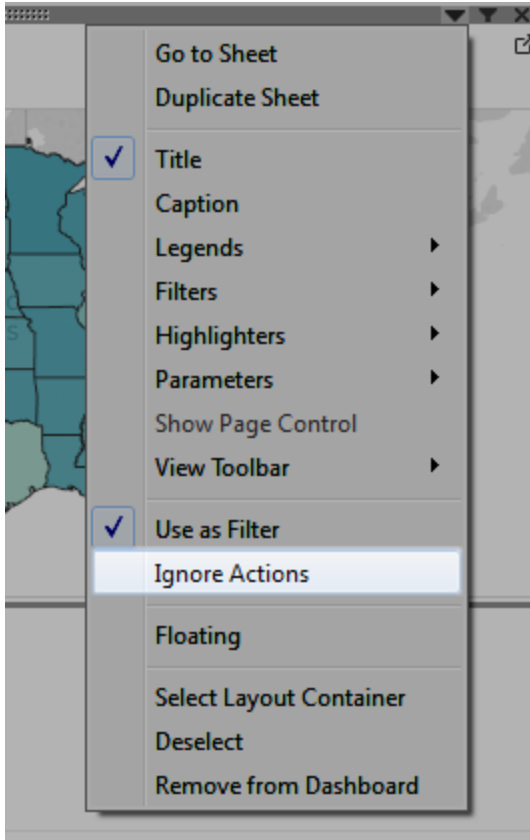 Go to Sheet
Duplicate Sheet
Title
Caption
Legends
Filters
Highlighters
Parameters
Show Page Control
View Toolbar
Use as Filter
Ignore Actions
Floating
Select Layout Container
Deselect
Remove from Dashboard